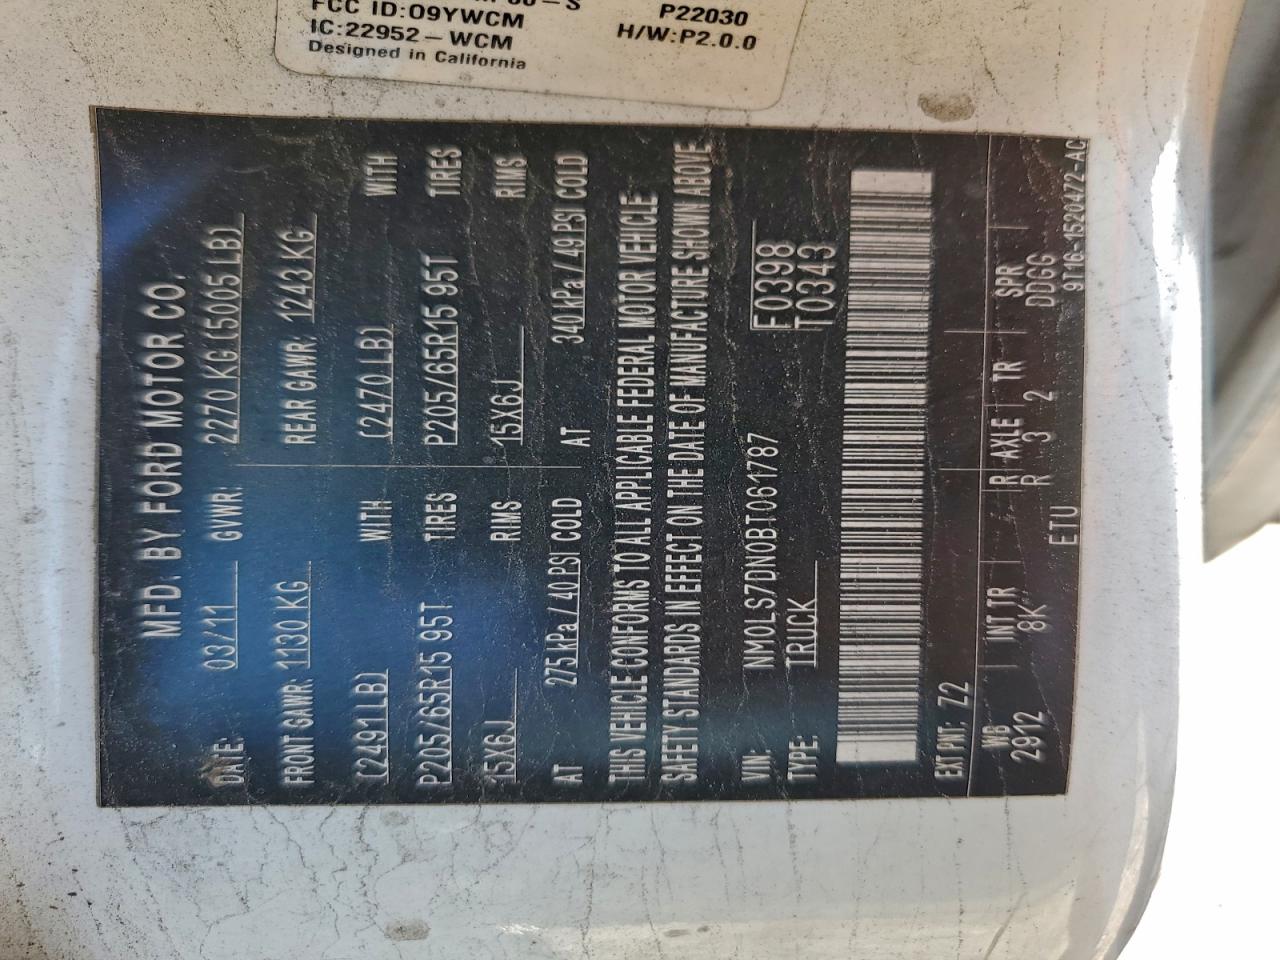 P22030
FCC ID:O9YWCM
H/W:P2.0.0
IC:22952-WCM
Designed in California
MFD. BY FORD MOTOR CO.
DATE: 03/11 GVWR: 2270 KG (5005 LB)
FRONT GAWR: 1130 KG REAR GAWR: 1243 KG
(2491 LB) WITH (2470 LB) WITH
P205/65R15 95T TIRES P205/65R15 95T TIRES
15X6J RIMS 15X6J RIMS
AT 275 kPa / 40 PSI COLD AT 340 kPa / 49 PSI COLD
THIS VEHICLE CONFORMS TO ALL APPLICABLE FEDERAL MOTOR VEHICLE
SAFETY STANDARDS IN EFFECT ON THE DATE OF MANUFACTURE SHOWN ABOVE.
VIN: NM0LS7DN0BT061787 F0398
TYPE: TRUCK T0343
EXT PNT: Z2
WB INT TR R AXLE TR SPR
2912 8K R 3 2 DDGG
ETU 9T16-1520472-AC